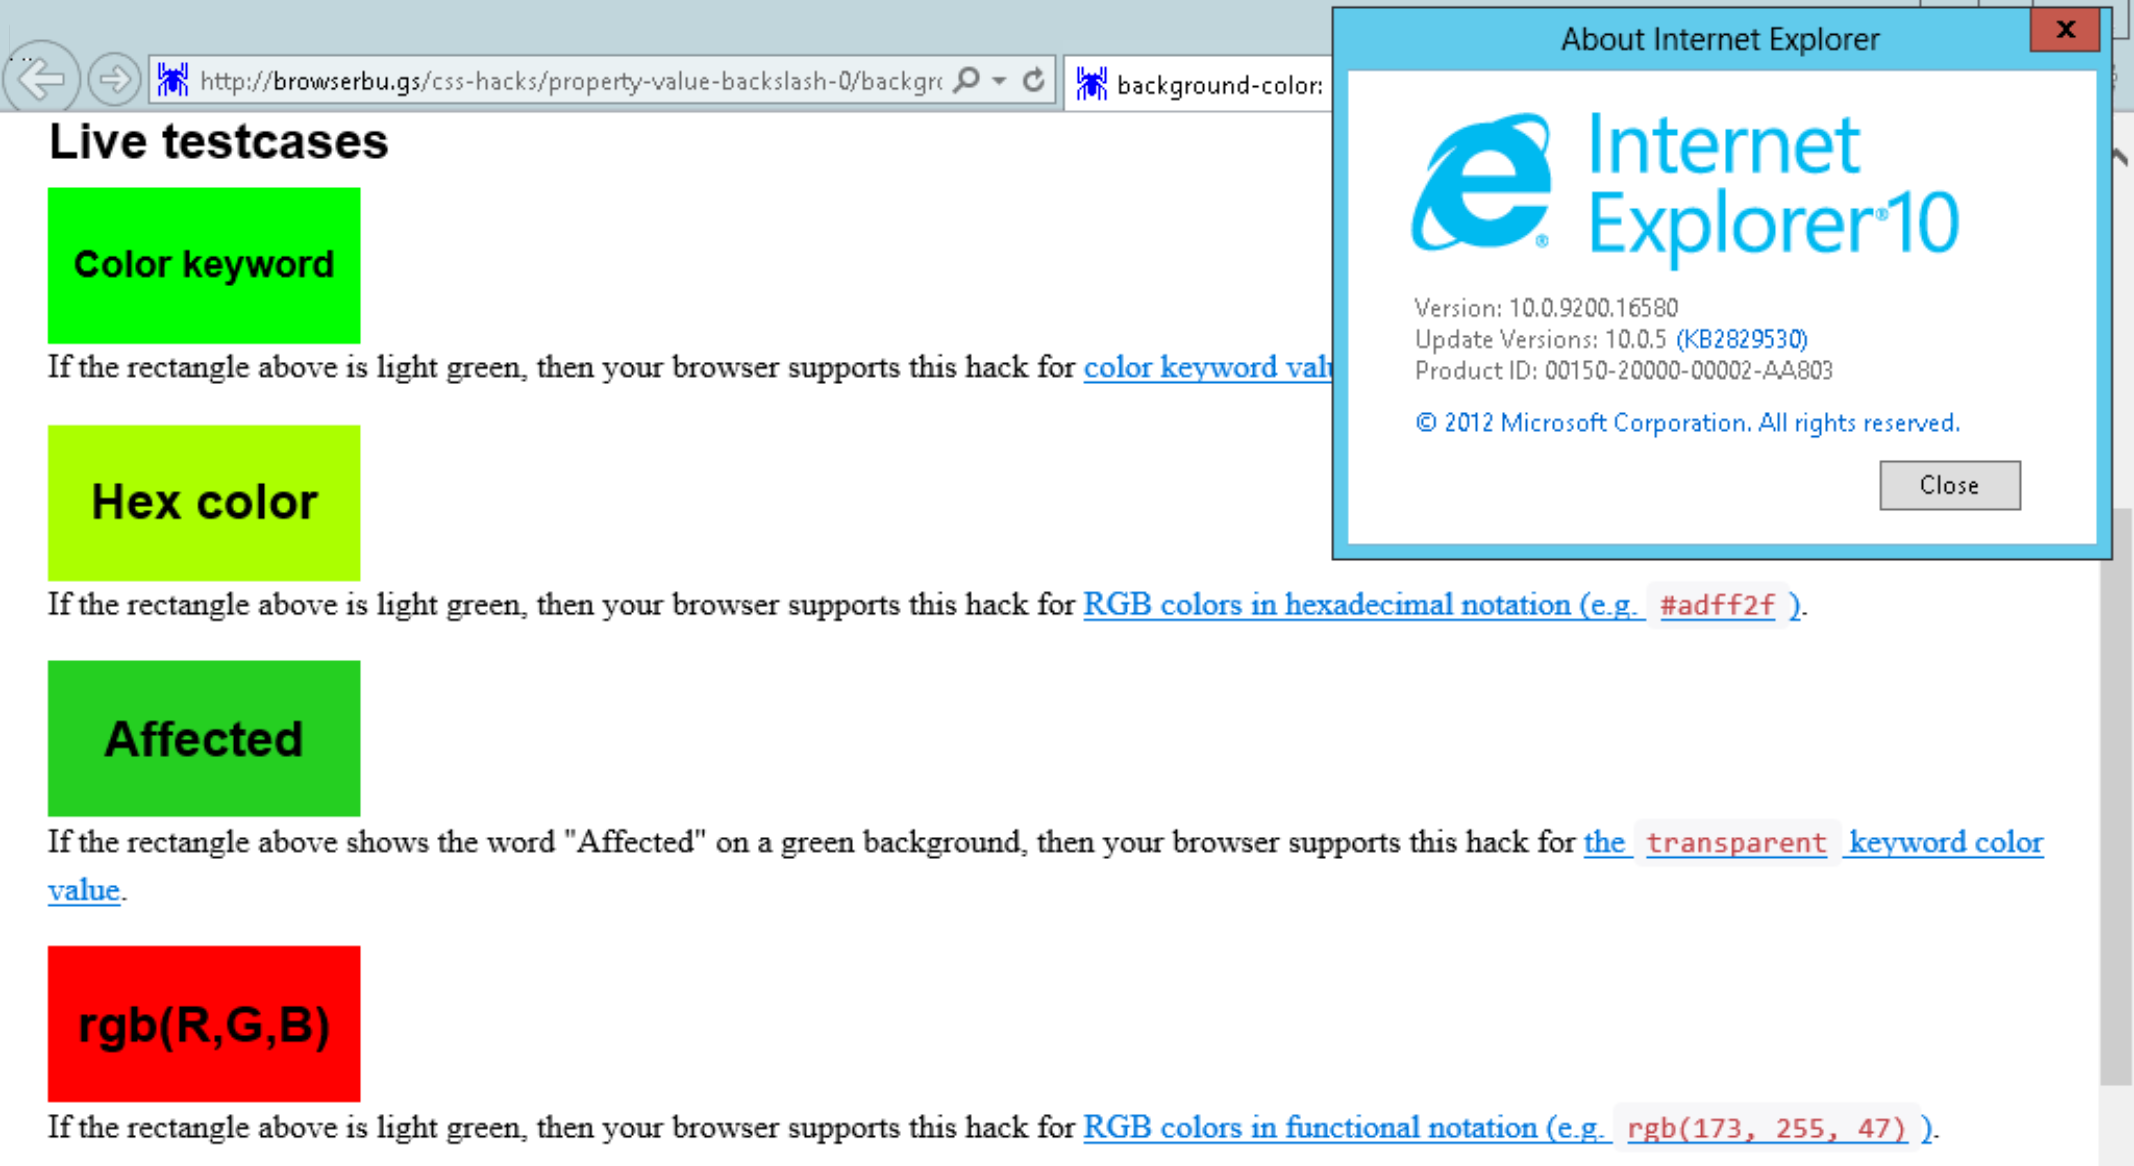 http://browserbu.gs/css-hacks/property-value-backslash-0/backgr
background-color:
Live testcases
Color keyword
If the rectangle above is light green, then your browser supports this hack for color keyword
Hex color
If the rectangle above is light green, then your browser supports this hack for RGB colors in hexadecimal notation (e.g. #adff2f ).
Affected
If the rectangle above shows the word "Affected" on a green background, then your browser supports this hack for the transparent keyword color
value.
rgb(R,G,B)
If the rectangle above is light green, then your browser supports this hack for RGB colors in functional notation (e.g. rgb(173, 255, 47) ).
About Internet Explorer
x
Internet
Explorer®10
Version: 10.0.9200.16580
Update Versions: 10.0.5 (KB2829530)
Product ID: 00150-20000-00002-AA803
© 2012 Microsoft Corporation. All rights reserved.
Close